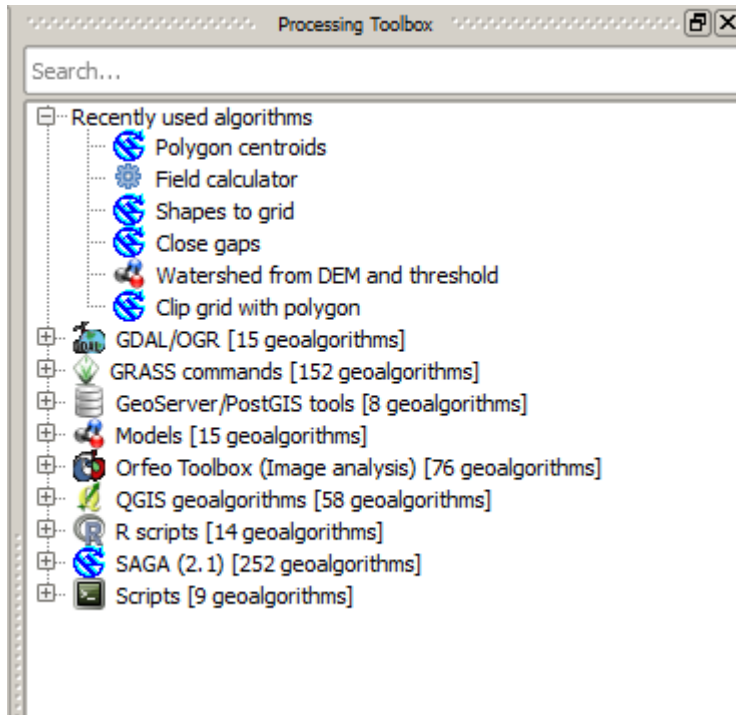 Processing Toolbox
Search...
Recently used algorithms
Polygon centroids
Field calculator
Shapes to grid
Close gaps
Watershed from DEM and threshold
Clip grid with polygon
GDAL/OGR [15 geoalgorithms]
GRASS commands [152 geoalgorithms]
GeoServer/PostGIS tools [8 geoalgorithms]
Models [15 geoalgorithms]
Orfeo Toolbox (Image analysis) [76 geoalgorithms]
QGIS geoalgorithms [58 geoalgorithms]
R scripts [14 geoalgorithms]
SAGA (2.1) [252 geoalgorithms]
Scripts [9 geoalgorithms]